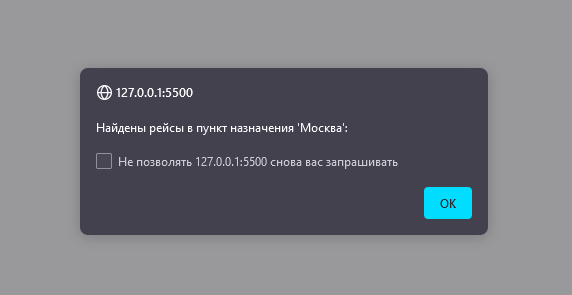 127.0.0.1:5500
Найдены рейсы в пункт назначения 'Москва':
Не позволять 127.0.0.1:5500 снова вас запрашивать
OK